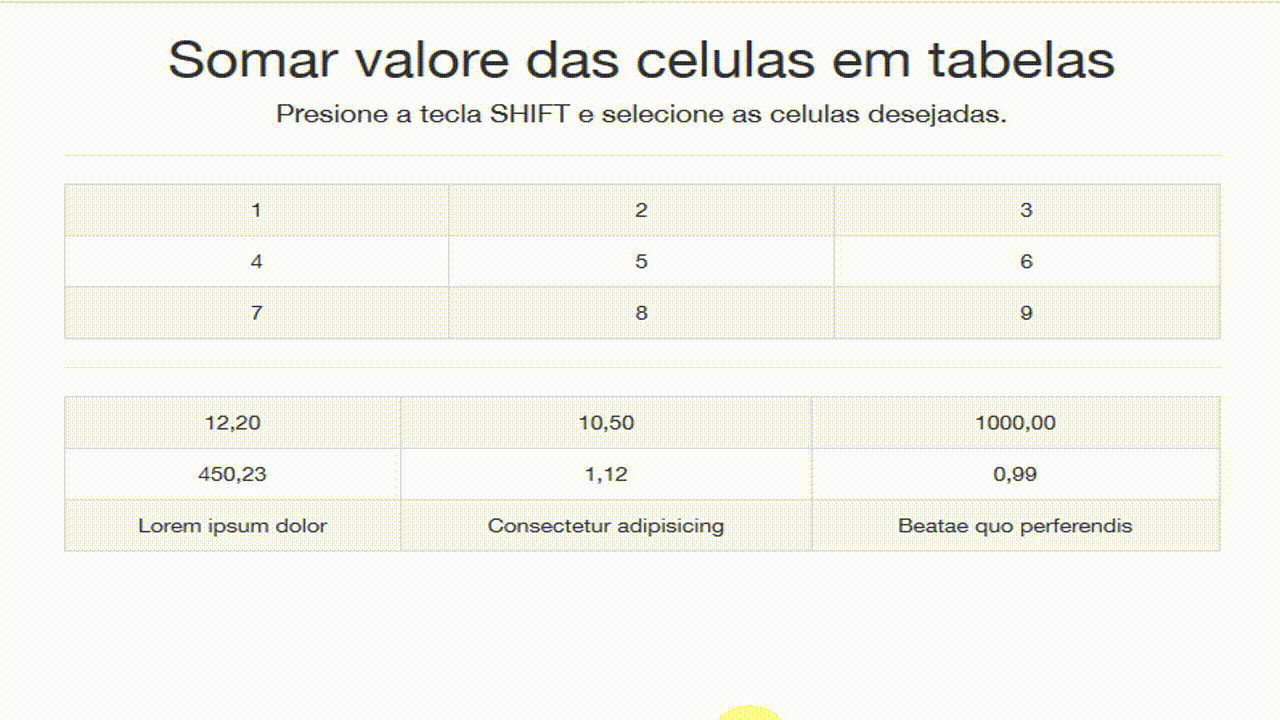 Somar valore das celulas em tabelas
Presione a tecla SHIFT e selecione as celulas desejadas.
1 2 3
4 5 6
7 8 9
12,20 10,50 1000,00
450,23 1,12 0,99
Lorem ipsum dolor Consectetur adipisicing Beatae quo perferendis